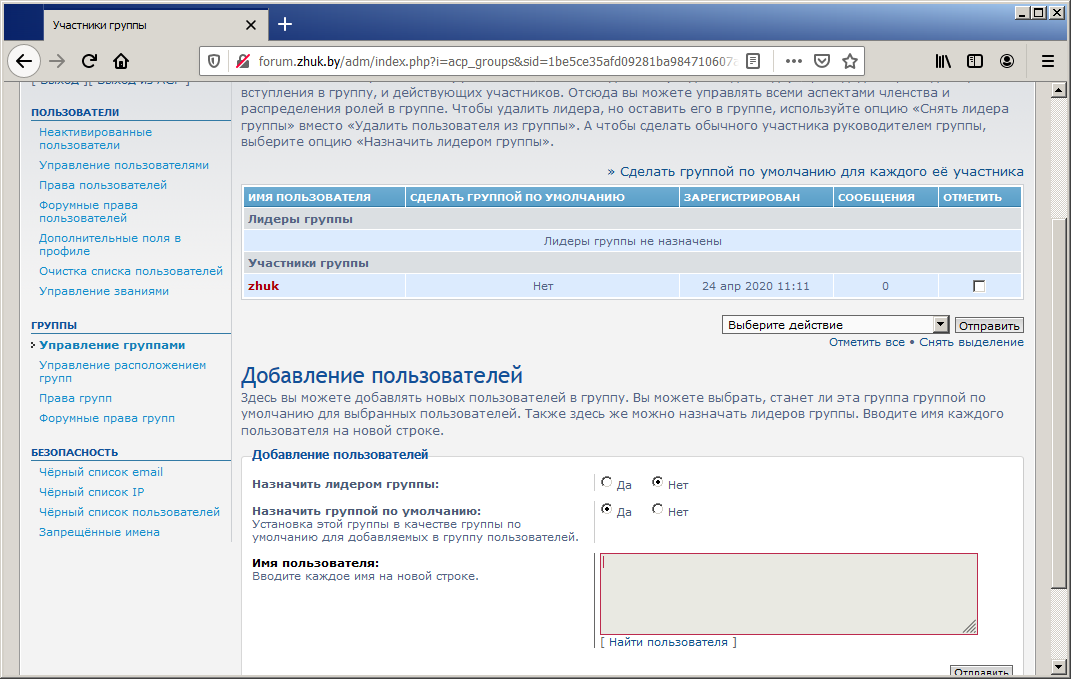 Участники группы
forum.zhuk.by/adm/index.php?i=acp_groups&sid=1be5ce35afd09281ba984710607
[ Выход ][ Выход из ACP ]
ПОЛЬЗОВАТЕЛИ
Неактивированные
пользователи
Управление пользователями
Права пользователей
Форумные права
пользователей
Дополнительные поля в
профиле
Очистка списка пользователей
Управление званиями
ГРУППЫ
Управление группами
Управление расположением
групп
Права групп
Форумные права групп
БЕЗОПАСНОСТЬ
Чёрный список email
Чёрный список IP
Чёрный список пользователей
Запрещённые имена
вступления в группу, и действующих участников. Отсюда вы можете управлять всеми аспектами членства и
распределения ролей в группе. Чтобы удалить лидера, но оставить его в группе, используйте опцию «Снять лидера
группы» вместо «Удалить пользователя из группы». А чтобы сделать обычного участника руководителем группы,
выберите опцию «Назначить лидером группы».
» Сделать группой по умолчанию для каждого её участника
ИМЯ ПОЛЬЗОВАТЕЛЯ СДЕЛАТЬ ГРУППОЙ ПО УМОЛЧАНИЮ ЗАРЕГИСТРИРОВАН СООБЩЕНИЯ ОТМЕТИТЬ
Лидеры группы
Лидеры группы не назначены
Участники группы
zhuk Нет 24 апр 2020 11:11 0
Выберите действие Отправить
Отметить все • Снять выделение
Добавление пользователей
Здесь вы можете добавлять новых пользователей в группу. Вы можете выбрать, станет ли эта группа группой по
умолчанию для выбранных пользователей. Также здесь же можно назначать лидеров группы. Вводите имя каждого
пользователя на новой строке.
Добавление пользователей
Назначить лидером группы: Да Нет
Назначить группой по умолчанию: Да Нет
Установка этой группы в качестве группы по
умолчанию для добавляемых в группу пользователей.
Имя пользователя:
Вводите каждое имя на новой строке.
[ Найти пользователя ]
Отправить